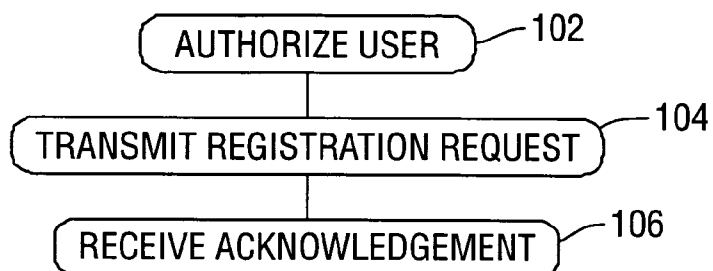 AUTHORIZE USER 102
TRANSMIT REGISTRATION REQUEST 104
RECEIVE ACKNOWLEDGEMENT 106